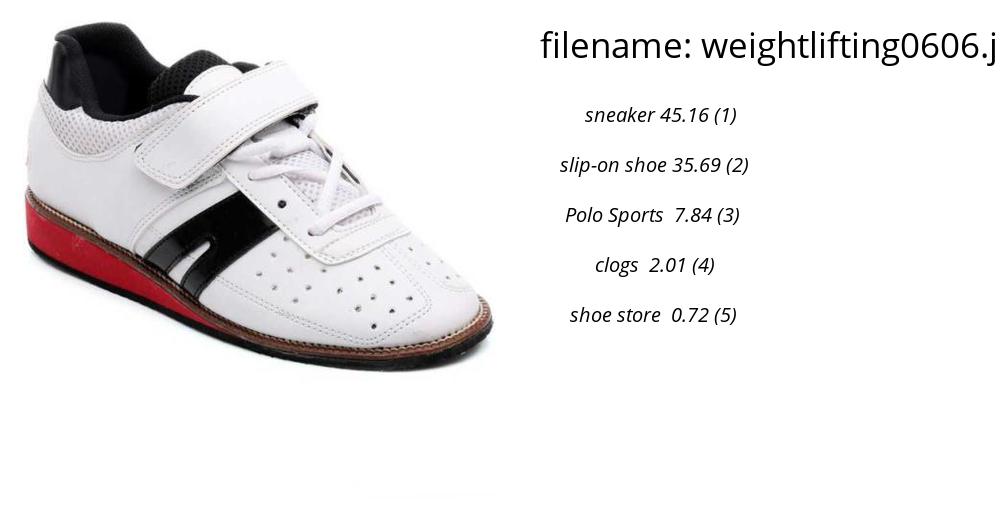 filename: weightlifting0606.j
sneaker 45.16 (1)
slip-on shoe 35.69 (2)
Polo Sports 7.84 (3)
clogs 2.01 (4)
shoe store 0.72 (5)